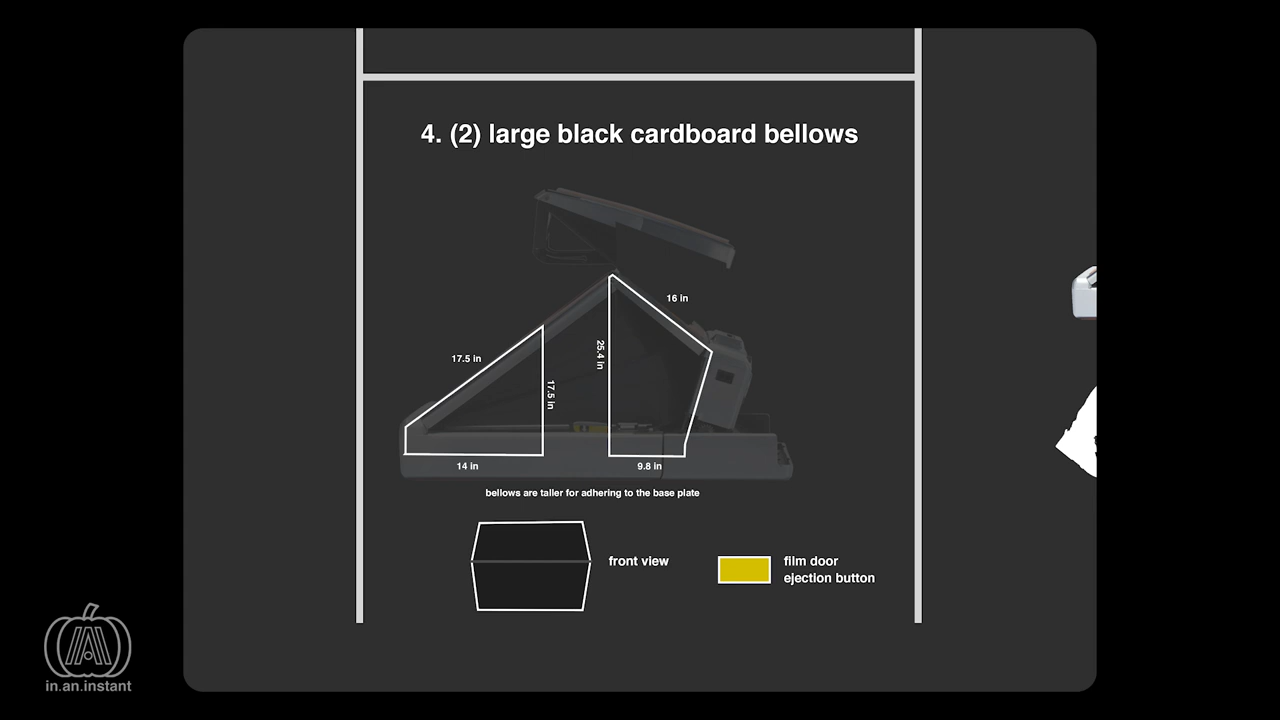 4. (2) large black cardboard bellows
16 in
25.4 in
17.5 in
17.5 in
14 in
9.8 in
bellows are taller for adhering to the base plate
front view
film door
ejection button
in.an.instant